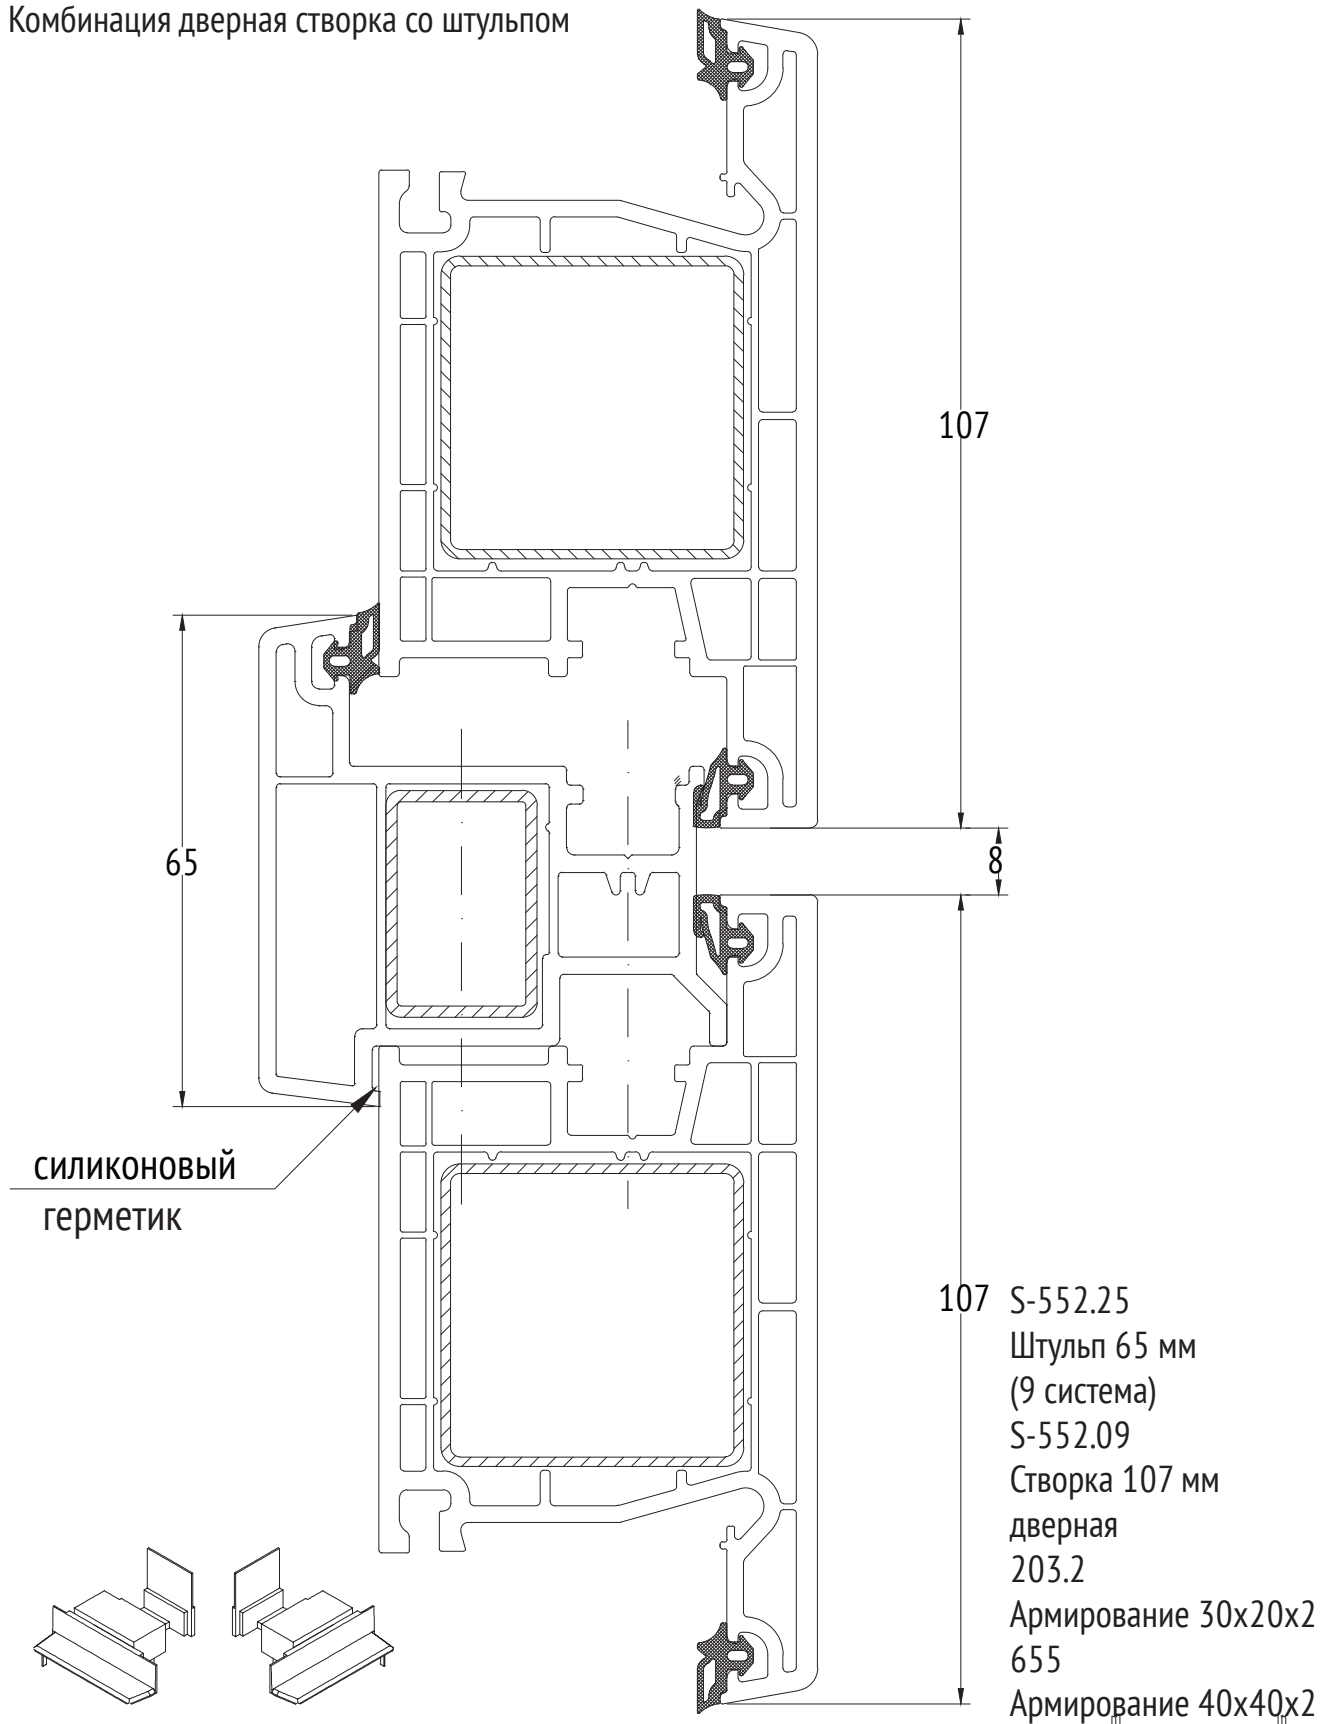 Комбинация дверная створка со штульпом
107
65
8
силиконовый
герметик
107
S-552.25
Штульп 65 мм
(9 система)
S-552.09
Створка 107 мм
дверная
203.2
Армирование 30x20x2
655
Армирование 40x40x2